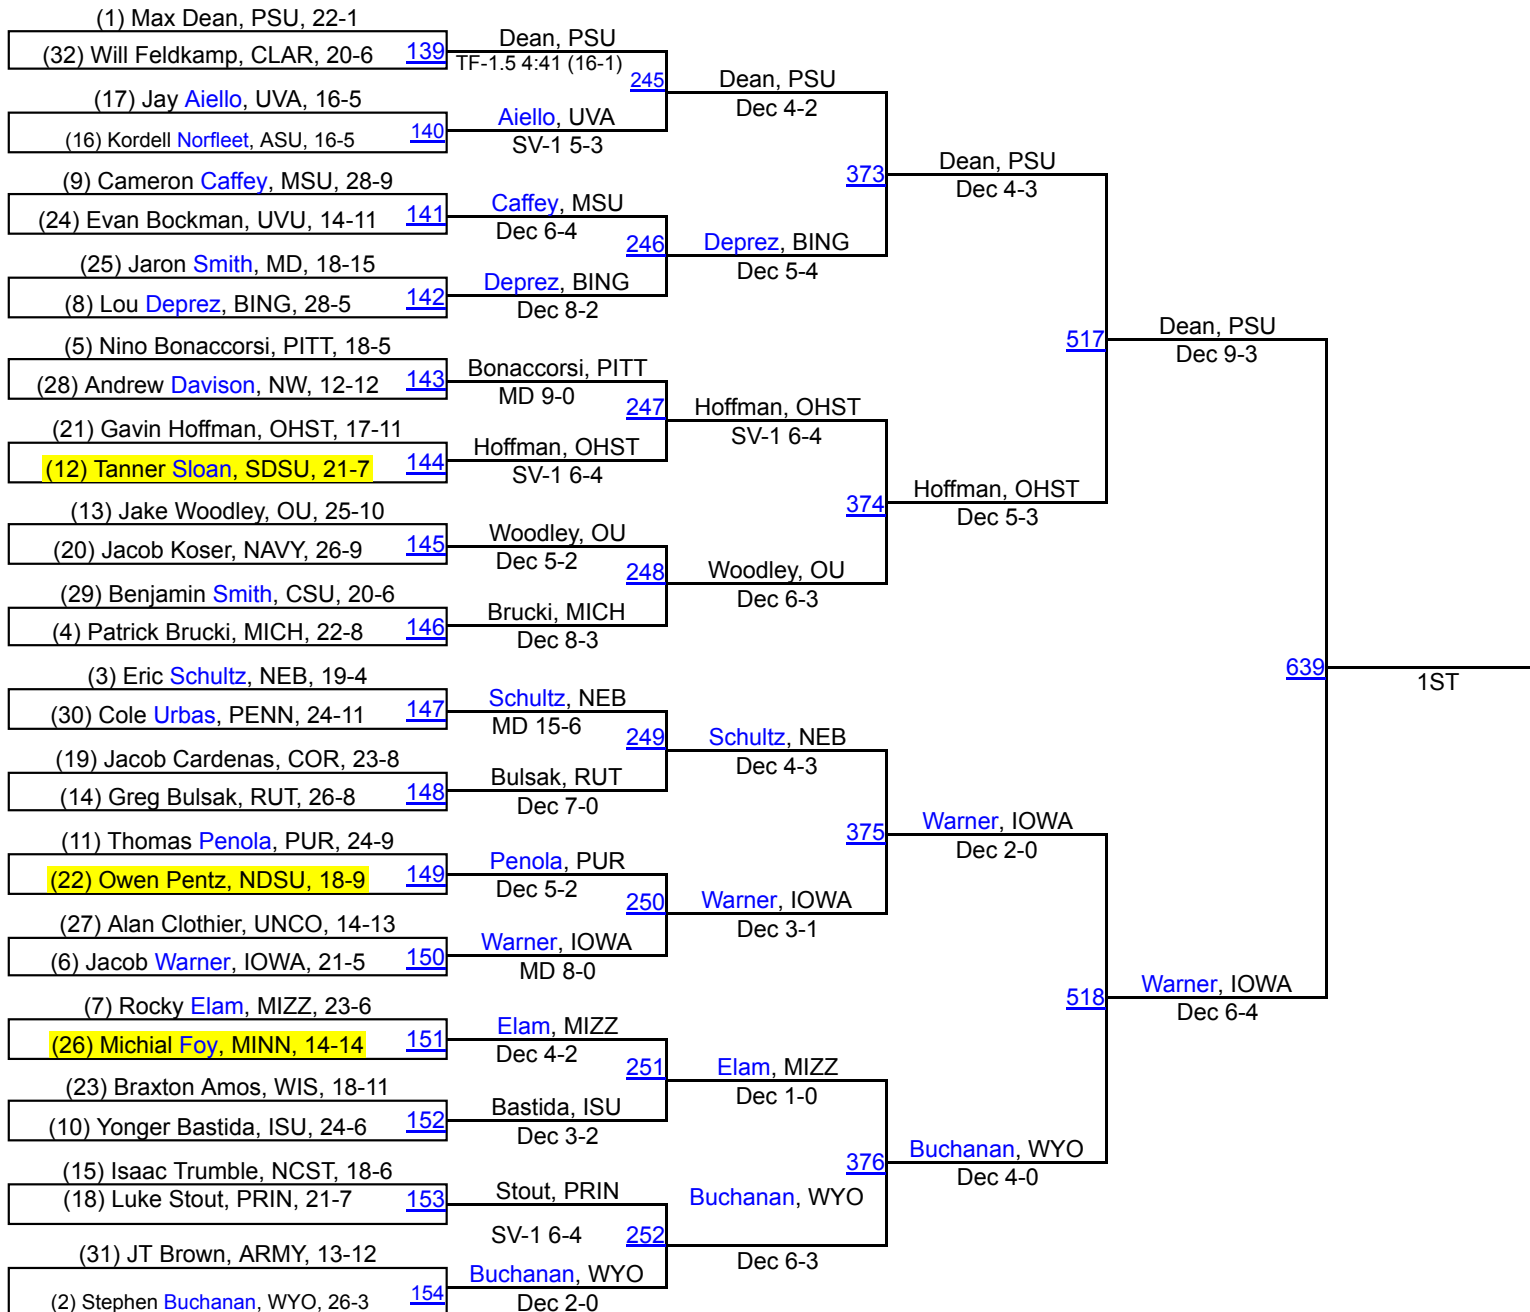 (1) Max Dean, PSU, 22-1
(32) Will Feldkamp, CLAR, 20-6
139
(17) Jay Aiello, UVA, 16-5
(16) Kordell Norfleet, ASU, 16-5
140
(9) Cameron Caffey, MSU, 28-9
(24) Evan Bockman, UVU, 14-11
141
(25) Jaron Smith, MD, 18-15
(8) Lou Deprez, BING, 28-5
142
(5) Nino Bonaccorsi, PITT, 18-5
(28) Andrew Davison, NW, 12-12
143
(21) Gavin Hoffman, OHST, 17-11
(12) Tanner Sloan, SDSU, 21-7
144
(13) Jake Woodley, OU, 25-10
(20) Jacob Koser, NAVY, 26-9
145
(29) Benjamin Smith, CSU, 20-6
(4) Patrick Brucki, MICH, 22-8
146
(3) Eric Schultz, NEB, 19-4
(30) Cole Urbas, PENN, 24-11
147
(19) Jacob Cardenas, COR, 23-8
(14) Greg Bulsak, RUT, 26-8
148
(11) Thomas Penola, PUR, 24-9
(22) Owen Pentz, NDSU, 18-9
149
(27) Alan Clothier, UNCO, 14-13
(6) Jacob Warner, IOWA, 21-5
150
(7) Rocky Elam, MIZZ, 23-6
(26) Michial Foy, MINN, 14-14
151
(23) Braxton Amos, WIS, 18-11
(10) Yonger Bastida, ISU, 24-6
152
(15) Isaac Trumble, NCST, 18-6
(18) Luke Stout, PRIN, 21-7
153
(31) JT Brown, ARMY, 13-12
(2) Stephen Buchanan, WYO, 26-3
154
Dean, PSU
TF-1.5 4:41 (16-1)
245
Aiello, UVA
SV-1 5-3
Caffey, MSU
Dec 6-4
246
Deprez, BING
Dec 8-2
Bonaccorsi, PITT
MD 9-0
247
Hoffman, OHST
SV-1 6-4
Woodley, OU
Dec 5-2
248
Brucki, MICH
Dec 8-3
Schultz, NEB
MD 15-6
249
Bulsak, RUT
Dec 7-0
Penola, PUR
Dec 5-2
250
Warner, IOWA
MD 8-0
Elam, MIZZ
Dec 4-2
251
Bastida, ISU
Dec 3-2
Stout, PRIN
SV-1 6-4
252
Buchanan, WYO
Dec 2-0
Dean, PSU
Dec 4-2
373
Deprez, BING
Dec 5-4
Hoffman, OHST
SV-1 6-4
374
Woodley, OU
Dec 6-3
Schultz, NEB
Dec 4-3
375
Warner, IOWA
Dec 3-1
Elam, MIZZ
Dec 1-0
376
Buchanan, WYO
Dec 6-3
Dean, PSU
Dec 4-3
517
Hoffman, OHST
Dec 5-3
Warner, IOWA
Dec 2-0
518
Buchanan, WYO
Dec 4-0
Dean, PSU
Dec 9-3
639
Warner, IOWA
Dec 6-4
1ST